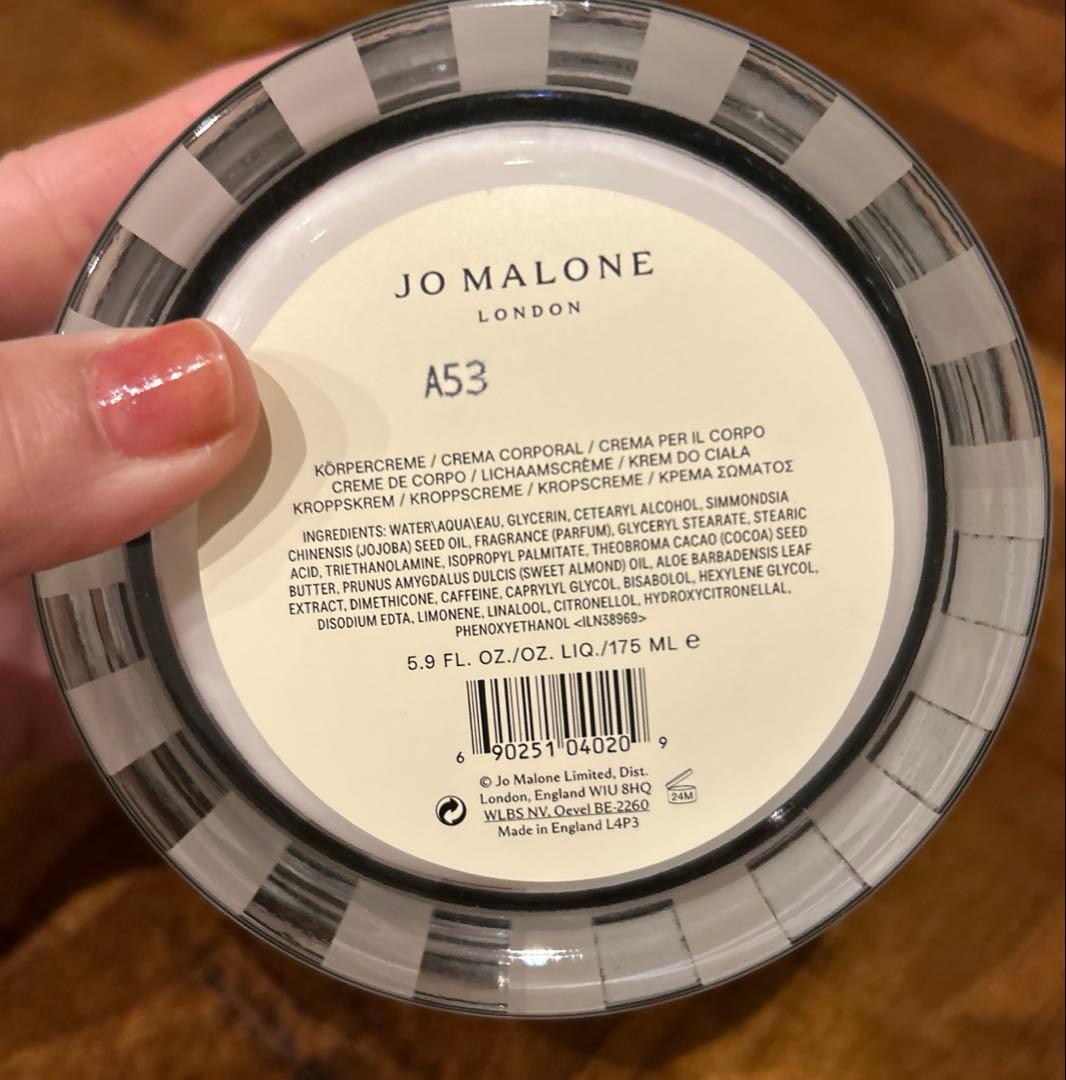 JO MALONE
LONDON
A53
KÖRPERCREME / CREMA CORPORAL / CREMA PER IL CORPO
CREME DE CORPO / LICHAAMSCRÈME / KREM DO CIAŁA
KROPPSKREM / KROPPSCREME / KROPSCREME / ΚΡΕΜΑ ΣΩΜΑΤΟΣ
INGREDIENTS: WATER\AQUA\EAU, GLYCERIN, CETEARYL ALCOHOL, SIMMONDSIA
CHINENSIS (JOJOBA) SEED OIL, FRAGRANCE (PARFUM), GLYCERYL STEARATE, STEARIC
ACID, TRIETHANOLAMINE, ISOPROPYL PALMITATE, THEOBROMA CACAO (COCOA) SEED
BUTTER, PRUNUS AMYGDALUS DULCIS (SWEET ALMOND) OIL, ALOE BARBADENSIS LEAF
EXTRACT, DIMETHICONE, CAFFEINE, CAPRYLYL GLYCOL, BISABOLOL, HEXYLENE GLYCOL,
DISODIUM EDTA, LIMONENE, LINALOOL, CITRONELLOL, HYDROXYCITRONELLAL,
PHENOXYETHANOL <ILN38969>
5.9 FL. OZ./OZ. LIQ./175 ML e
6 90251 04020 9
© Jo Malone Limited, Dist.
London, England W1U 8HQ
WLBS NV, Oevel BE-2260
Made in England L4P3
24M